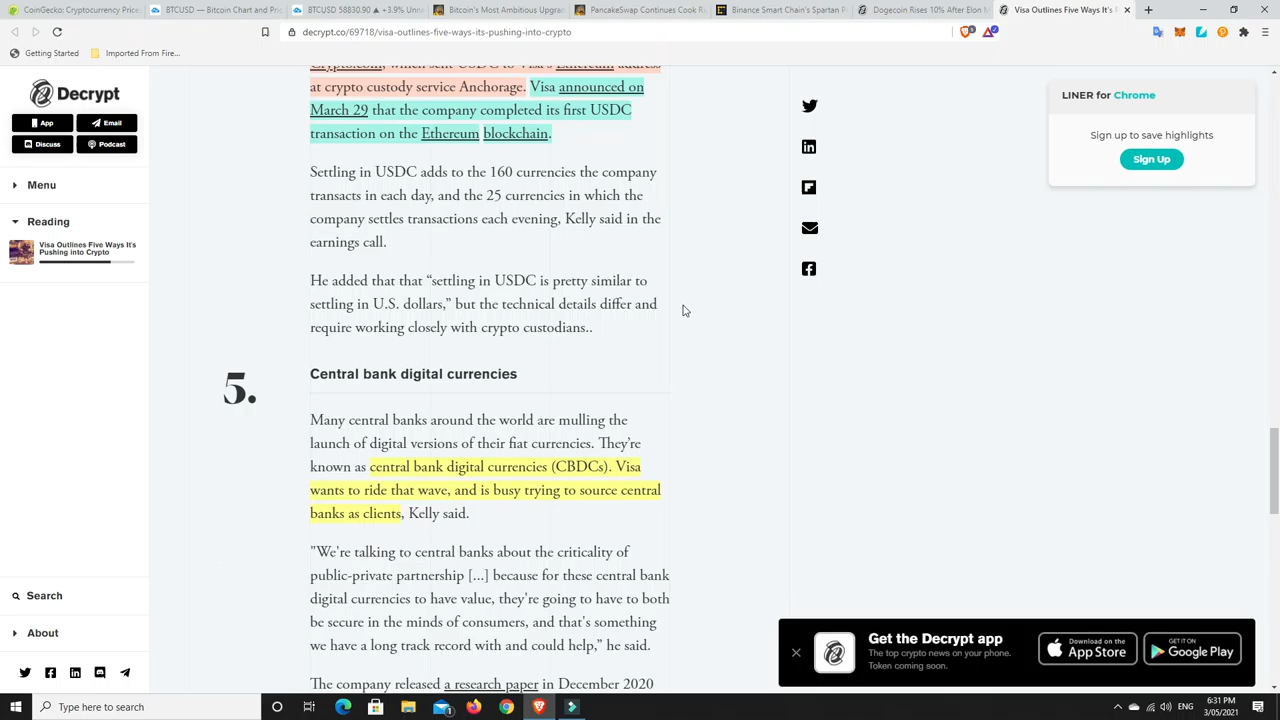 CoinGecko: Cryptocurrency Price
BTCUSD — Bitcoin Chart and Pric
BTCUSD 58830.90 ▲ +3.9% Unn
Bitcoin's Most Ambitious Upgrad
PancakeSwap Continues Cook R
Binance Smart Chain's Spartan P
Dogecoin Rises 10% After Elon M
Visa Outlines Five Ways It's P
decrypt.co/69718/visa-outlines-five-ways-its-pushing-into-crypto
Getting Started
Imported From Fire...
Decrypt
App
Email
Discuss
Podcast
Menu
Reading
Visa Outlines Five Ways It's
Pushing into Crypto
Search
About
Crypto.com, which sent USDC to Visa's Ethereum address
at crypto custody service Anchorage. Visa announced on
March 29 that the company completed its first USDC
transaction on the Ethereum blockchain.
Settling in USDC adds to the 160 currencies the company
transacts in each day, and the 25 currencies in which the
company settles transactions each evening, Kelly said in the
earnings call.
He added that that “settling in USDC is pretty similar to
settling in U.S. dollars,” but the technical details differ and
require working closely with crypto custodians..
5.
Central bank digital currencies
Many central banks around the world are mulling the
launch of digital versions of their fiat currencies. They’re
known as central bank digital currencies (CBDCs). Visa
wants to ride that wave, and is busy trying to source central
banks as clients, Kelly said.
"We're talking to central banks about the criticality of
public-private partnership [...] because for these central bank
digital currencies to have value, they're going to have to both
be secure in the minds of consumers, and that's something
we have a long track record with and could help,” he said.
The company released a research paper in December 2020
LINER for Chrome
Sign up to save highlights
Sign Up
Get the Decrypt app
The top crypto news on your phone.
Token coming soon.
Download on the
App Store
GET IT ON
Google Play
Type here to search
ENG
6:31 PM
3/05/2021